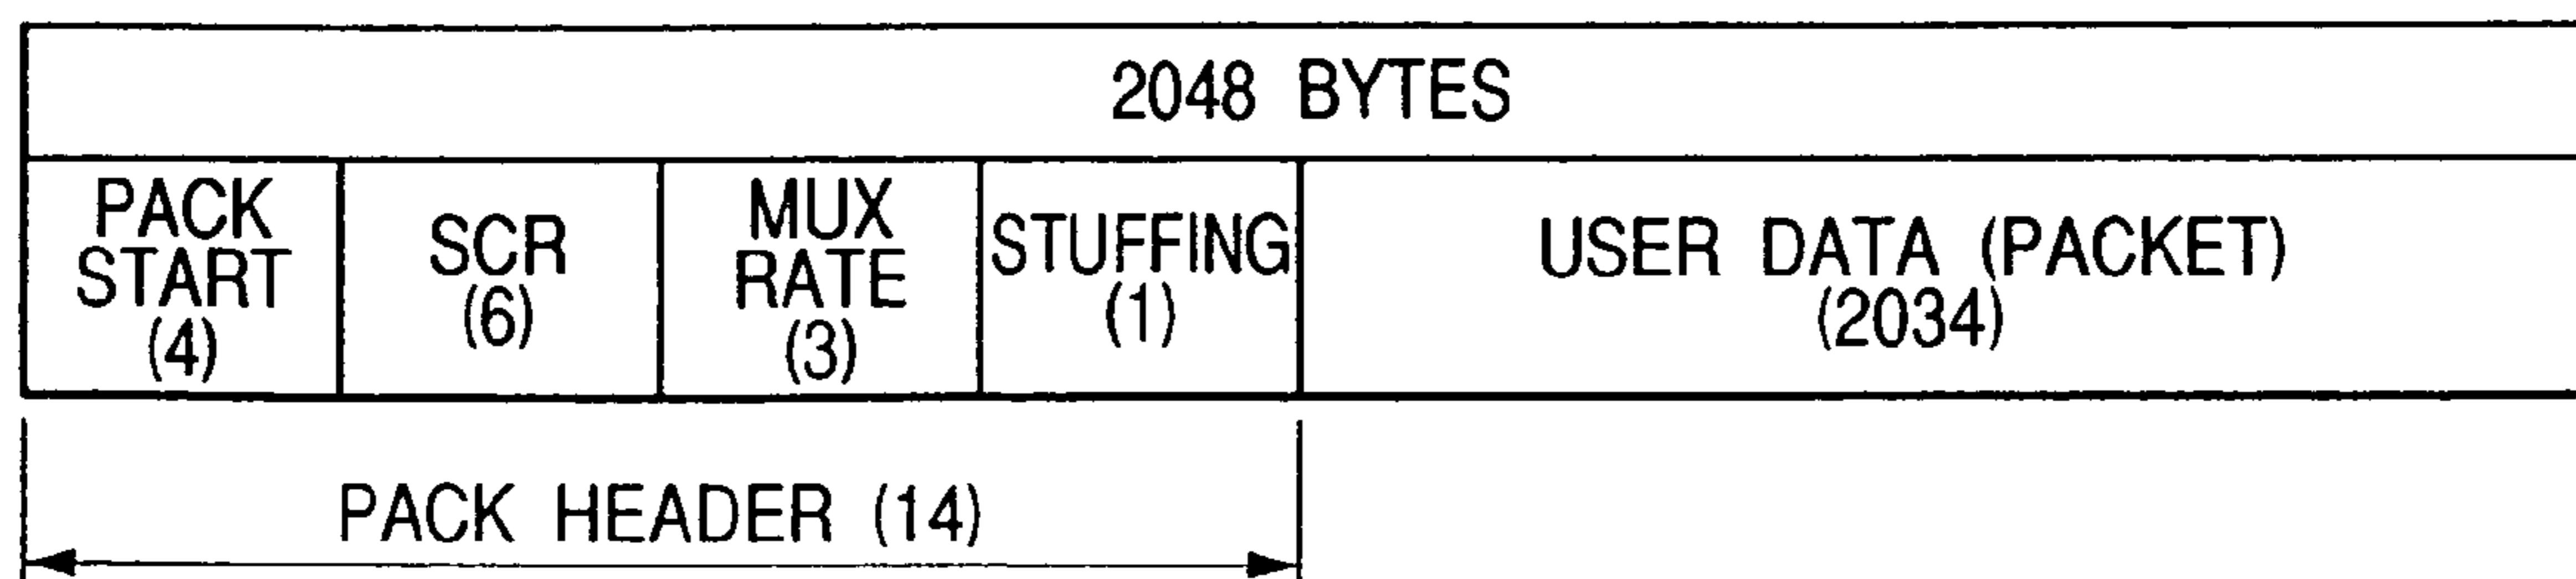 2048 BYTES
PACK
START
(4)
SCR
(6)
MUX
RATE
(3)
STUFFING
(1)
USER DATA (PACKET)
(2034)
PACK HEADER (14)